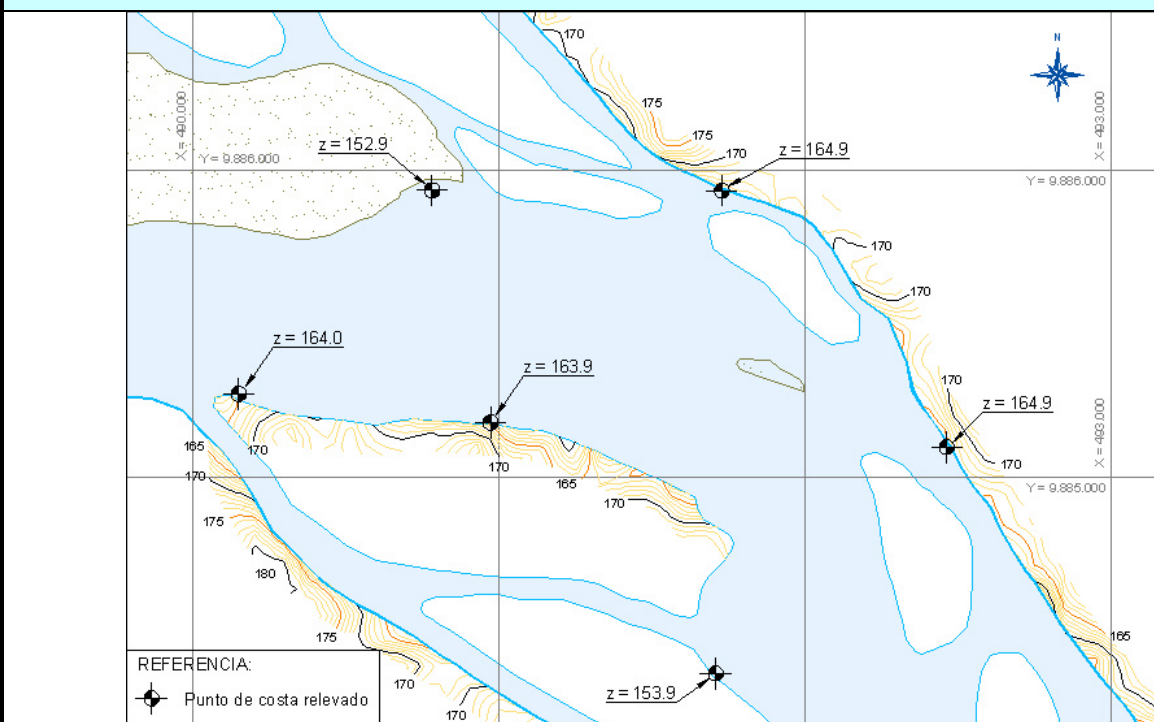 170
N
175
X = 490.000
X = 493.000
175
z = 152.9
z = 164.9
Y = 9.886.000
170
Y = 9.886.000
170
170
z = 164.0
z = 163.9
170
z = 164.9
X = 493.000
165
170
170
170
170
165
Y = 9.885.000
170
175
180
175
165
REFERENCIA:
170
Punto de costa relevado
z = 153.9
170